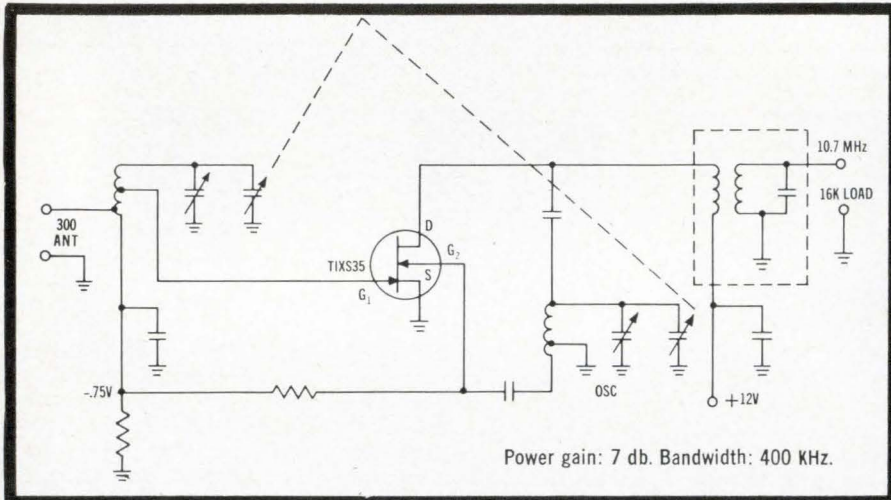 10.7 MHz
300
ANT
16K LOAD
D
G2
TIXS35
S
G1
-.75V
OSC
+12V
Power gain: 7 db. Bandwidth: 400 KHz.